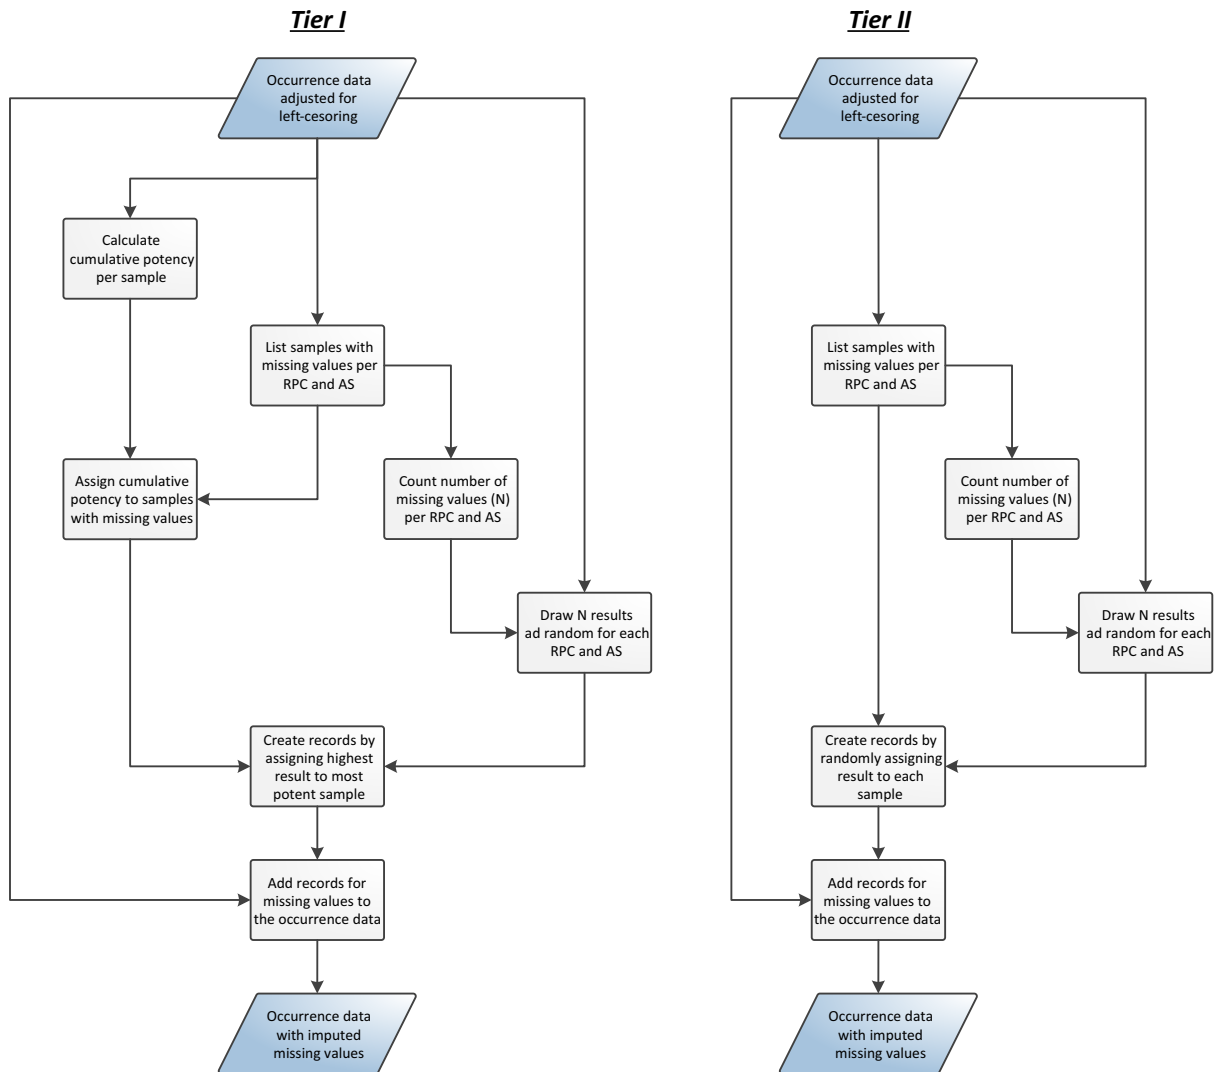 Tier I
Occurrence data
adjusted for
left-cesoring
Calculate
cumulative potency
per sample
List samples with
missing values per
RPC and AS
Assign cumulative
potency to samples
with missing values
Count number of
missing values (N)
per RPC and AS
Draw N results
ad random for each
RPC and AS
Create records by
assigning highest
result to most
potent sample
Add records for
missing values to
the occurrence data
Occurrence data
with imputed
missing values
Tier II
Occurrence data
adjusted for
left-cesoring
List samples with
missing values per
RPC and AS
Count number of
missing values (N)
per RPC and AS
Draw N results
ad random for each
RPC and AS
Create records by
randomly assigning
result to each
sample
Add records for
missing values to
the occurrence data
Occurrence data
with imputed
missing values